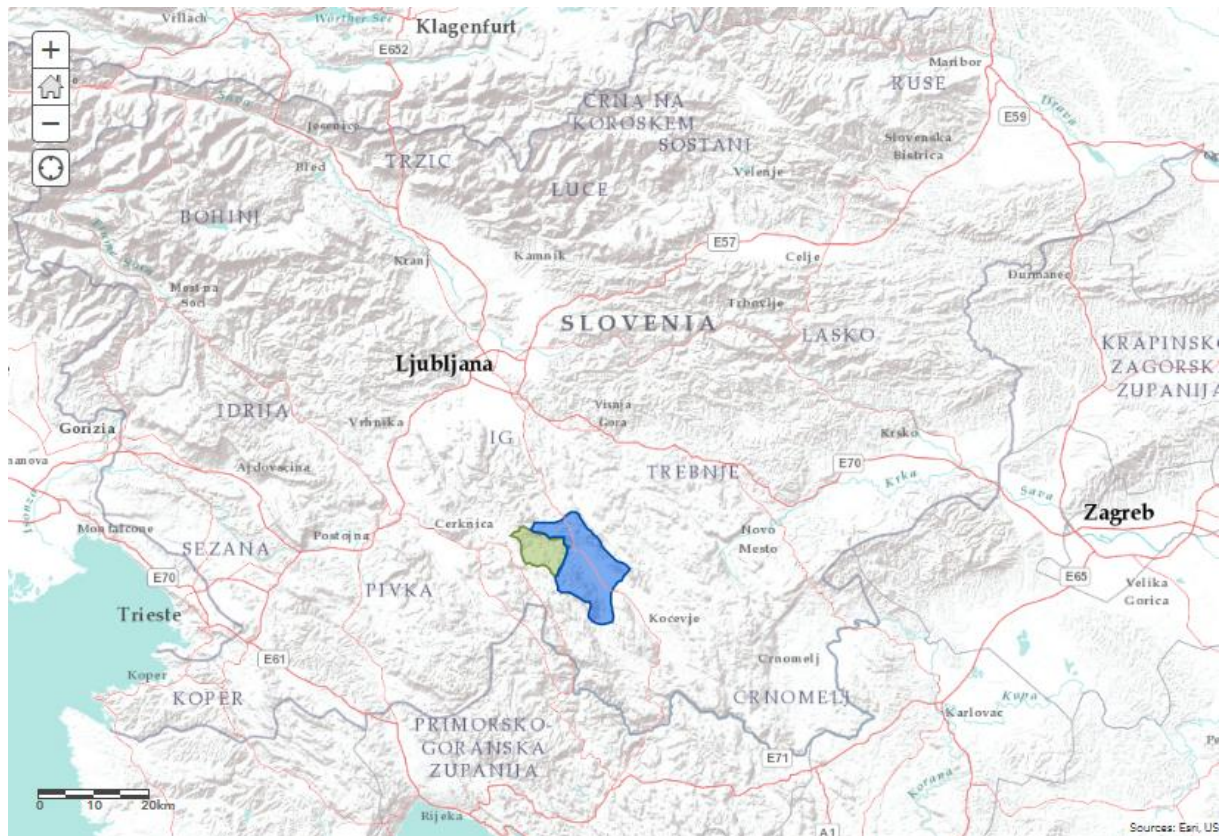 Villach
Wörther See
Klagenfurt
E652
Maribor
RUSE
Sava
CRNA NA
KOROSKEM
Drava
E59
Jesenice
SOSTANJ
Slovenska
Bistrica
Bled
TRZIC
LUCE
Velenje
BOHINJ
E57
Kranj
Kamnik
Celje
Durmanec
Most na
Soci
Trbovlje
SLOVENIA
LASKO
KRAPINSKO
ZAGORSKA
ZUPANIJA
Ljubljana
IDRIJA
Visnja
Gora
Gorizia
Vrhnika
IG
Krsko
manova
Ajdovscina
TREBNJE
E70
Krka
Isonzo
Sava
Zagreb
Monfalcone
Cerknica
Novo
Mesto
SEZANA
Postojna
E70
PIVKA
E65
Velika
Gorica
Trieste
Kocevje
E61
Crnomelj
Koper
KOPER
CRNOMELJ
Kupa
PRIMORSKO-
GORANSKA
ZUPANIJA
Karlovac
E71
Korana
0 10 20km
Rijeka
A1
Sources: Esri, US